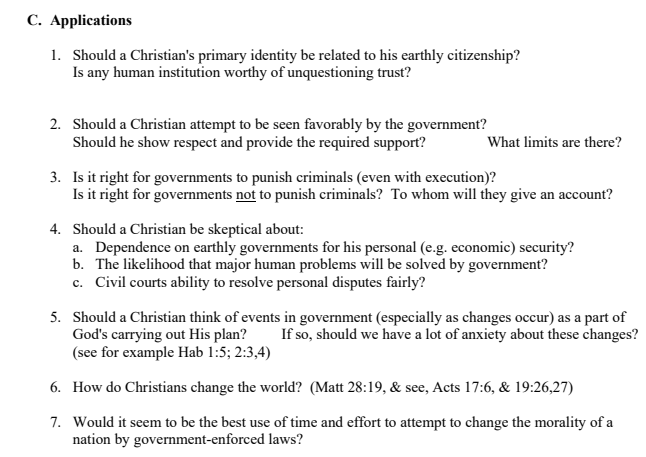 C. Applications
1. Should a Christian's primary identity be related to his earthly citizenship?
Is any human institution worthy of unquestioning trust?
2. Should a Christian attempt to be seen favorably by the government?
Should he show respect and provide the required support? What limits are there?
3. Is it right for governments to punish criminals (even with execution)?
Is it right for governments not to punish criminals? To whom will they give an account?
4. Should a Christian be skeptical about:
a. Dependence on earthly governments for his personal (e.g. economic) security?
b. The likelihood that major human problems will be solved by government?
c. Civil courts ability to resolve personal disputes fairly?
5. Should a Christian think of events in government (especially as changes occur) as a part of
God's carrying out His plan? If so, should we have a lot of anxiety about these changes?
(see for example Hab 1:5; 2:3,4)
6. How do Christians change the world? (Matt 28:19, & see, Acts 17:6, & 19:26,27)
7. Would it seem to be the best use of time and effort to attempt to change the morality of a
nation by government-enforced laws?